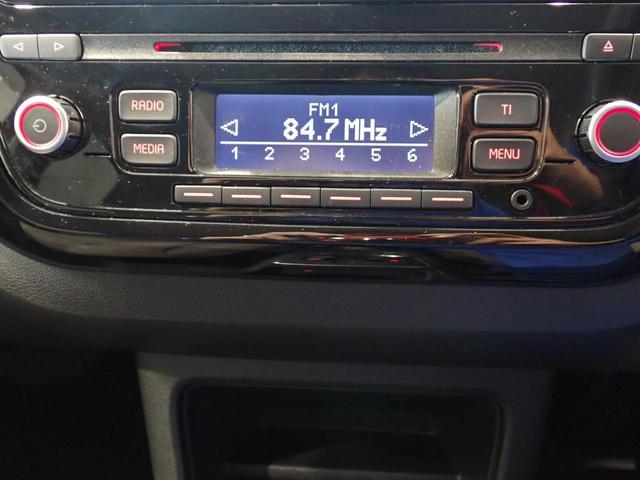 RADIO
MEDIA
FM1
84.7 MHz
1 2 3 4 5 6
TI
MENU